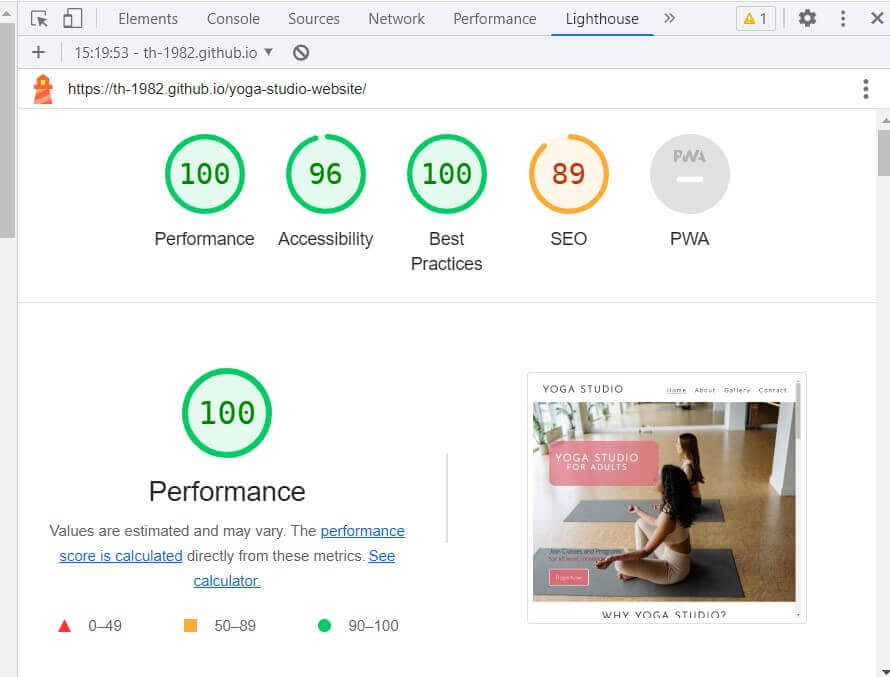 Elements Console Sources Network Performance Lighthouse 1
15:19:53 - th-1982.github.io
https://th-1982.github.io/yoga-studio-website/
100 96 100 89 PWA
Performance Accessibility Best Practices SEO PWA
100
Performance
Values are estimated and may vary. The performance
score is calculated directly from these metrics. See
calculator.
0–49 50–89 90–100
YOGA STUDIO Home About Gallery Contact
YOGA STUDIO
FOR ADULTS
Join Classes and Programs
for all level,
WHY YOGA STUDIO?